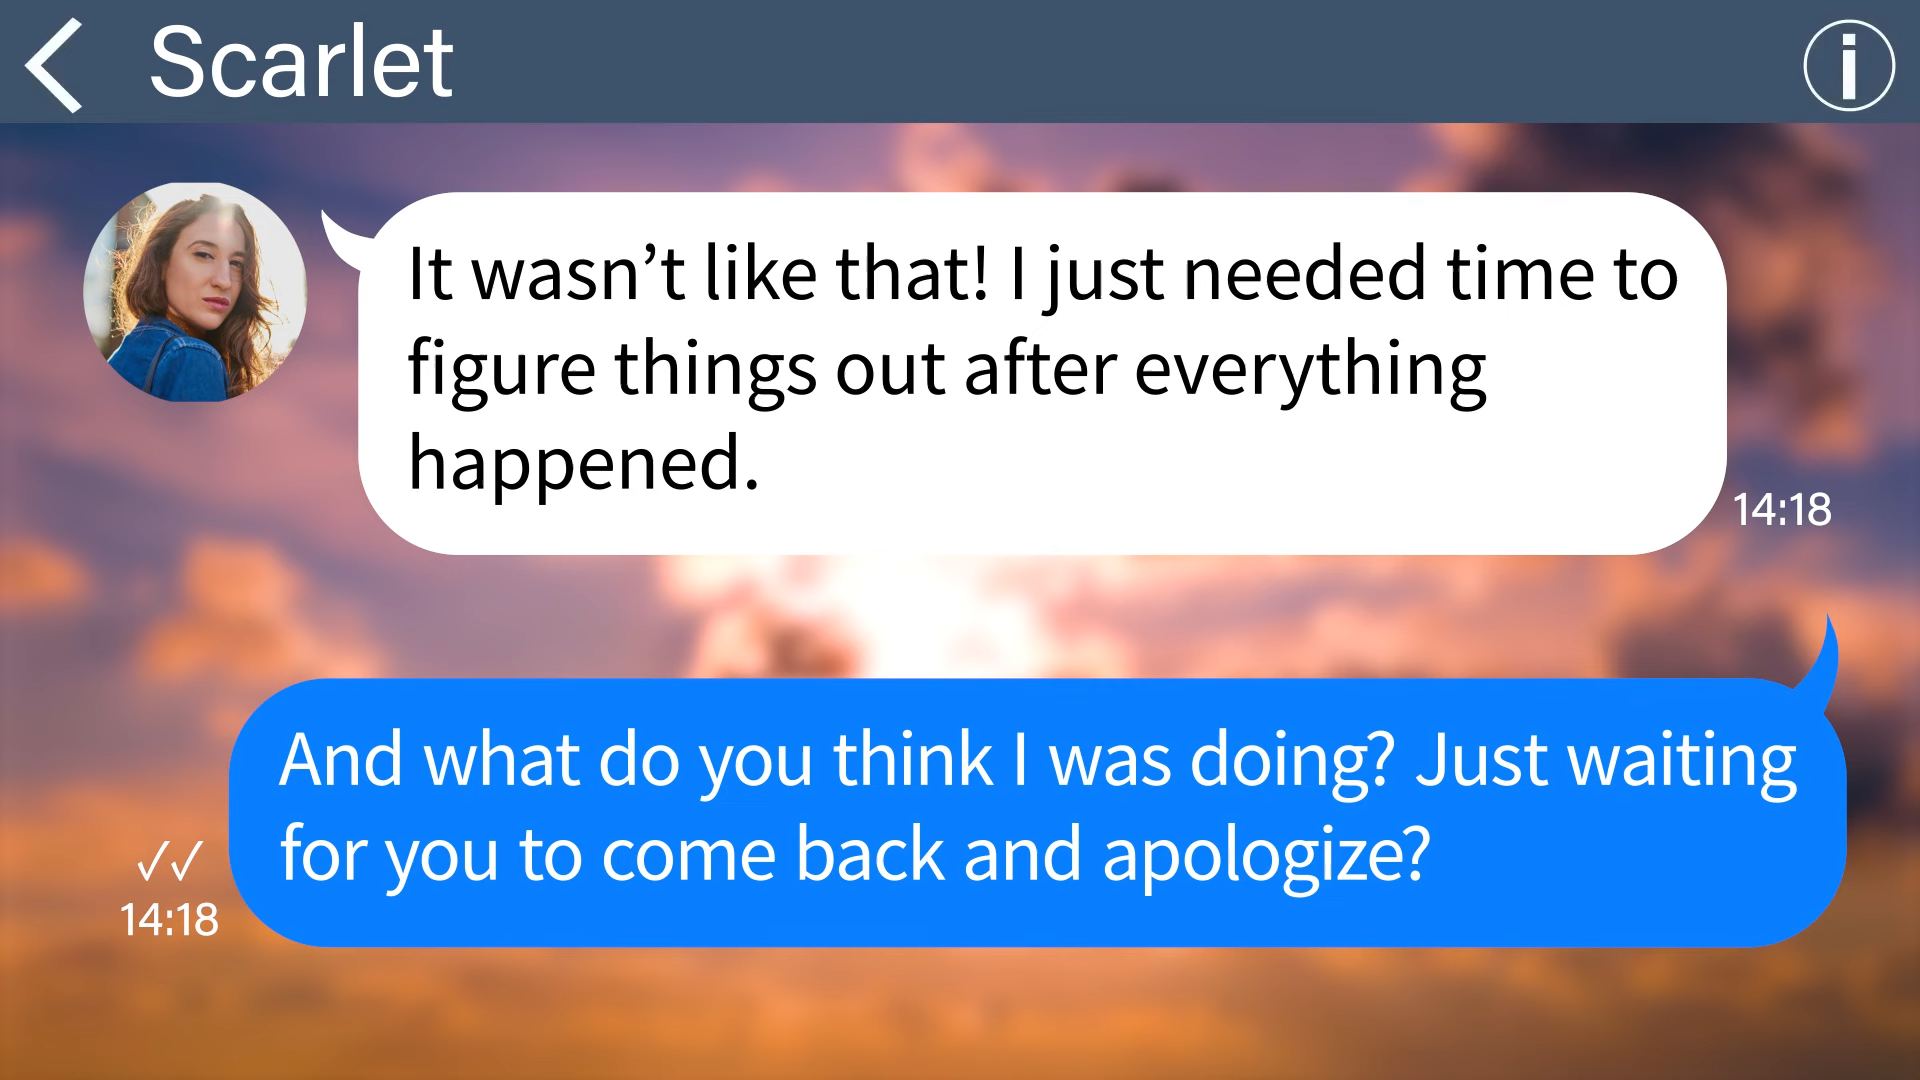 Scarlet
It wasn’t like that! I just needed time to
figure things out after everything
happened.
14:18
And what do you think I was doing? Just waiting
for you to come back and apologize?
✓✓
14:18